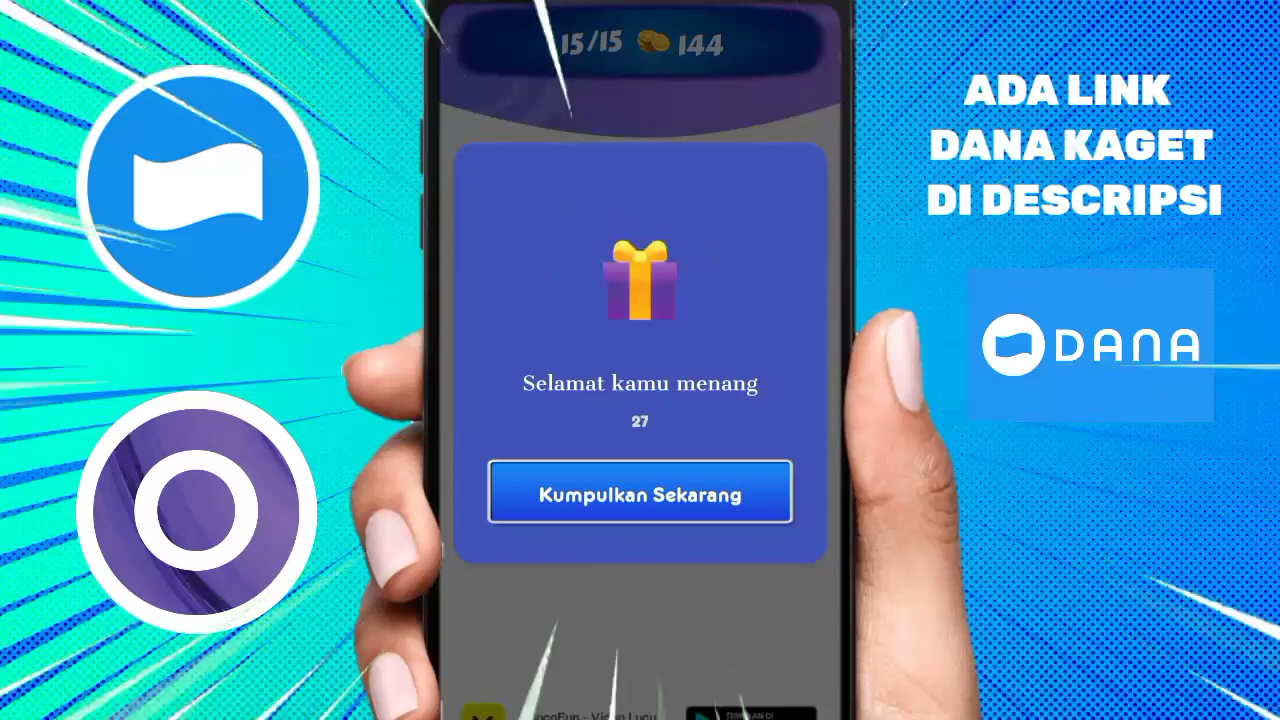 15/15 144
ADA LINK
DANA KAGET
DI DESCRIPSI
DANA
Selamat kamu menang
27
Kumpulkan Sekarang